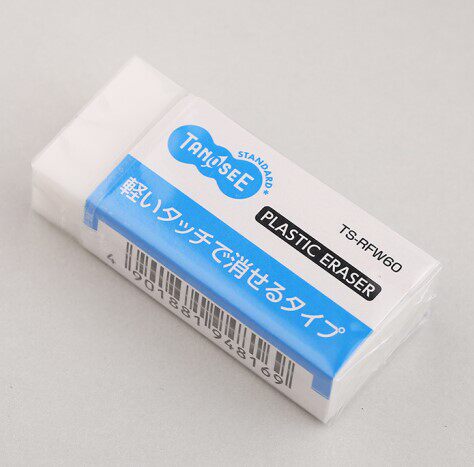 TANOSEE
STANDARD*
PLASTIC ERASER
TS-RFW60
軽いタッチで消せるタイプ
4 901881 948169